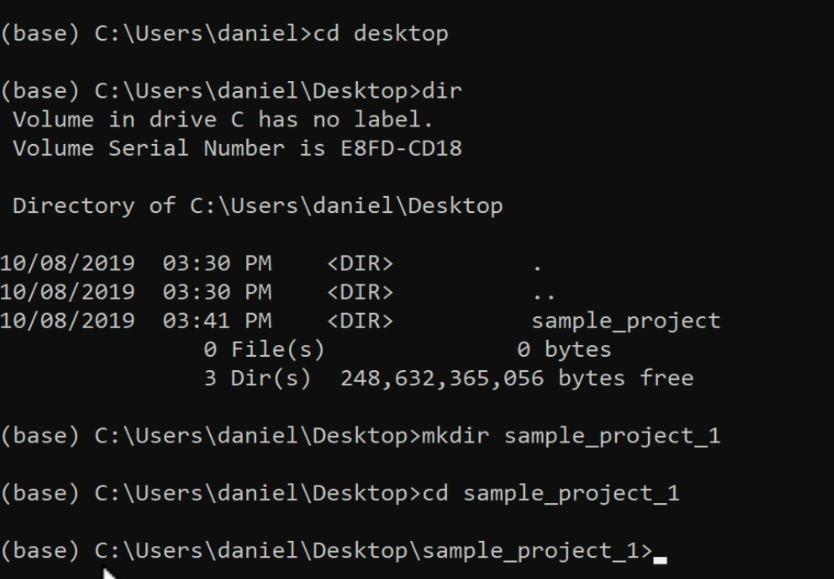 (base) C:\Users\daniel>cd desktop
(base) C:\Users\daniel\Desktop>dir
Volume in drive C has no label.
Volume Serial Number is E8FD-CD18
Directory of C:\Users\daniel\Desktop
10/08/2019  03:30 PM    <DIR>          .
10/08/2019  03:30 PM    <DIR>          ..
10/08/2019  03:41 PM    <DIR>          sample_project
0 File(s)              0 bytes
3 Dir(s)  248,632,365,056 bytes free
(base) C:\Users\daniel\Desktop>mkdir sample_project_1
(base) C:\Users\daniel\Desktop>cd sample_project_1
(base) C:\Users\daniel\Desktop\sample_project_1>